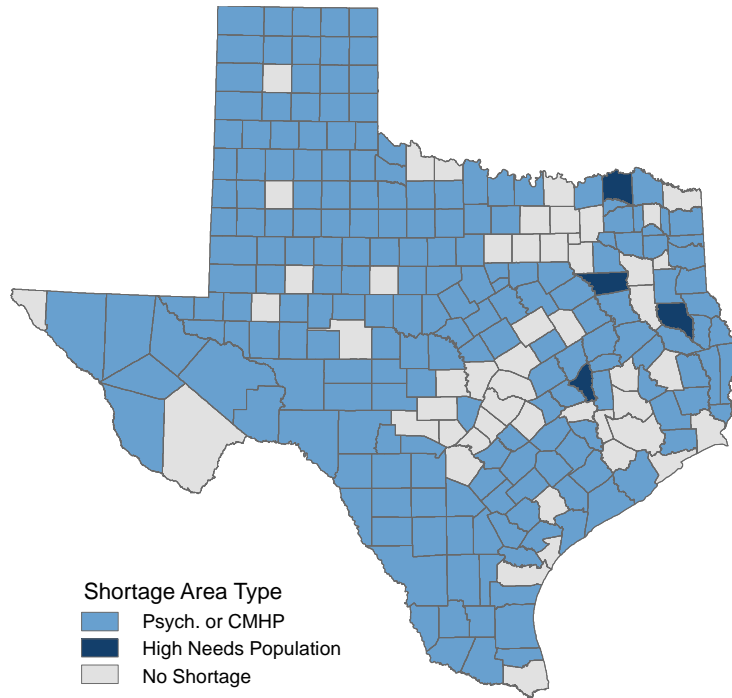 Shortage Area Type
Psych. or CMHP
High Needs Population
No Shortage